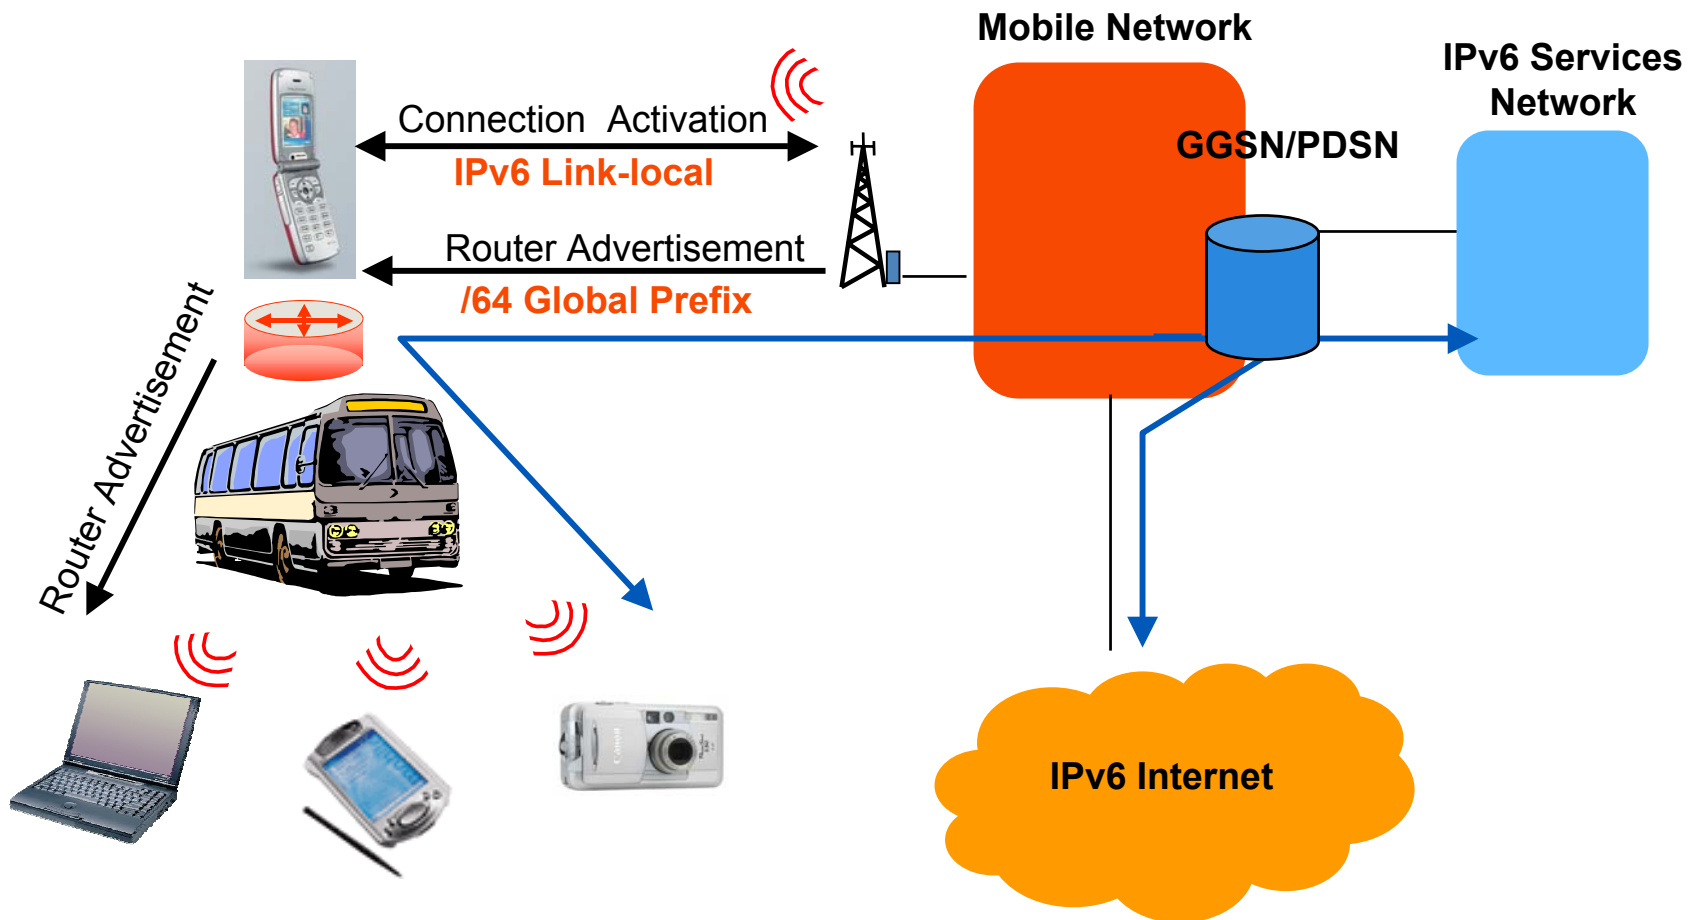 Mobile Network
IPv6 Services
Network
Connection Activation
IPv6 Link-local
GGSN/PDSN
Router Advertisement
/64 Global Prefix
Router Advertisement
Canon
IPv6 Internet